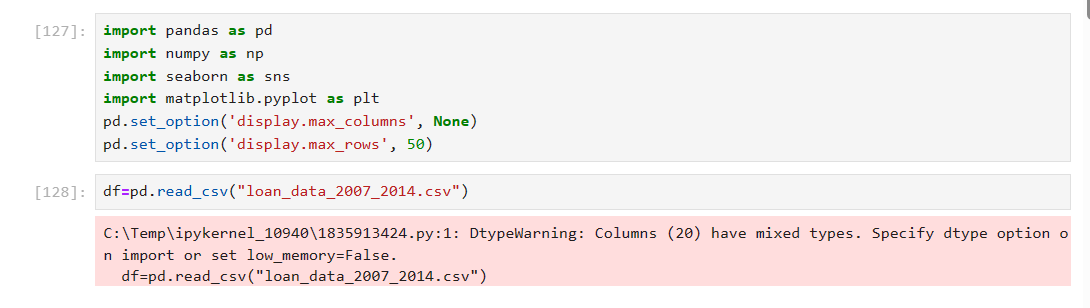 [127]: import pandas as pd
import numpy as np
import seaborn as sns
import matplotlib.pyplot as plt
pd.set_option('display.max_columns', None)
pd.set_option('display.max_rows', 50)
[128]: df=pd.read_csv("loan_data_2007_2014.csv")
C:\Temp\ipykernel_10940\1835913424.py:1: DtypeWarning: Columns (20) have mixed types. Specify dtype option o
n import or set low_memory=False.
  df=pd.read_csv("loan_data_2007_2014.csv")